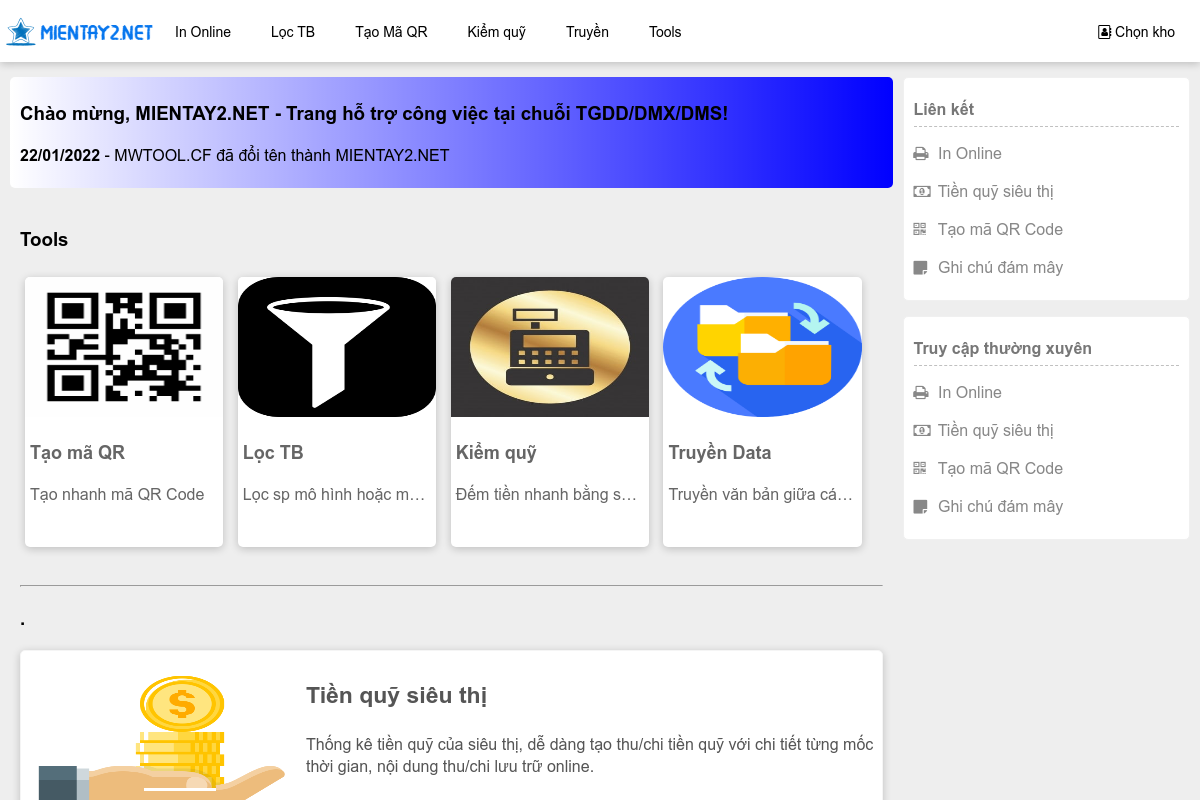 MIENTAY2.NET
In Online
Lọc TB
Tạo Mã QR
Kiểm quỹ
Truyền
Tools
Chọn kho
Chào mừng, MIENTAY2.NET - Trang hỗ trợ công việc tại chuỗi TGDD/DMX/DMS!
22/01/2022 - MWTOOL.CF đã đổi tên thành MIENTAY2.NET
Tools
Tạo mã QR
Tạo nhanh mã QR Code
Lọc TB
Lọc sp mô hình hoặc m…
Kiểm quỹ
Đếm tiền nhanh bằng s…
Truyền Data
Truyền văn bản giữa cá…
.
Tiền quỹ siêu thị
Thống kê tiền quỹ của siêu thị, dễ dàng tạo thu/chi tiền quỹ với chi tiết từng mốc
thời gian, nội dung thu/chi lưu trữ online.
Liên kết
In Online
Tiền quỹ siêu thị
Tạo mã QR Code
Ghi chú đám mây
Truy cập thường xuyên
In Online
Tiền quỹ siêu thị
Tạo mã QR Code
Ghi chú đám mây